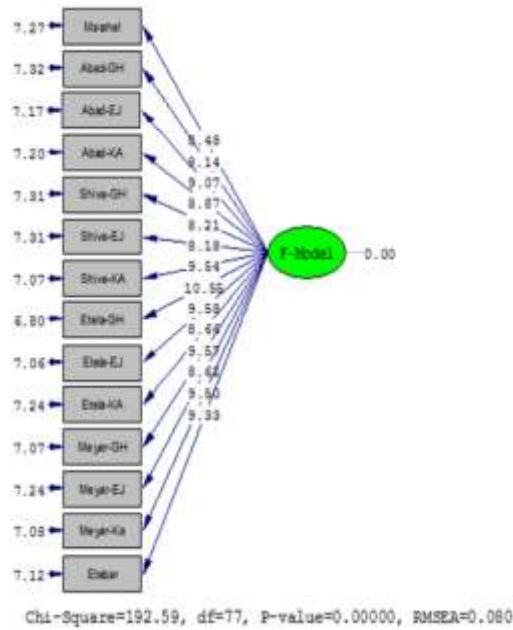 7.27 Masahel 8.48
7.32 Abad-GH 8.14
7.17 Abad-EJ 9.07
7.20 Abad-KA 8.87
7.31 Shive-GH 8.21
7.31 Shive-EJ 8.18
7.07 Shive-KA 9.54
6.80 Etela-GH 10.55
7.06 Etela-EJ 9.58
7.24 Etela-KA 8.64
7.07 Meyar-GH 9.57
7.24 Meyar-EJ 8.62
7.08 Meyar-Ka 9.50
7.12 Etebar 9.33
F-Model 0.00
Chi-Square=192.59, df=77, P-value=0.00000, RMSEA=0.080